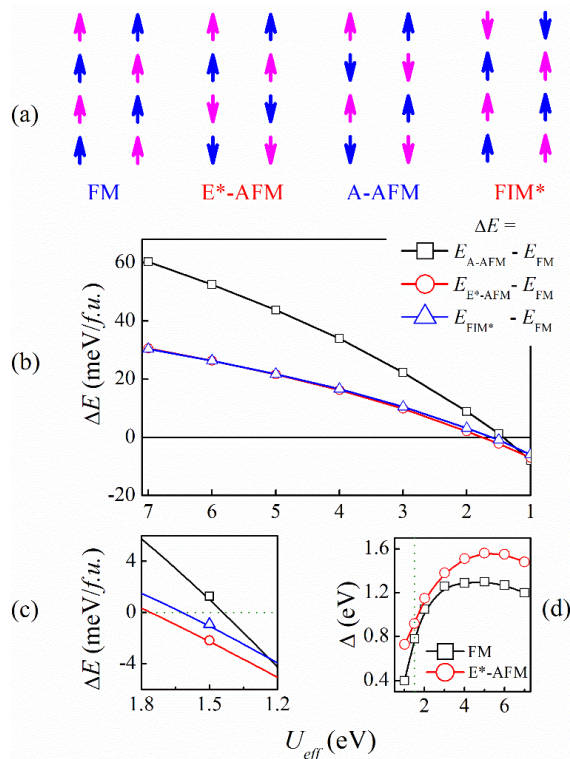 (a)
FM E*-AFM A-AFM FIM*
ΔE =
E_A-AFM - E_FM
E_E*-AFM - E_FM
E_FIM* - E_FM
(b)
ΔE (meV/f.u.)
60
40
20
0
-20
7 6 5 4 3 2 1
(c)
ΔE (meV/f.u.)
4
0
-4
1.8 1.5 1.2
(d)
Δ (eV)
1.6
1.2
0.8
0.4
FM
E*-AFM
2 4 6
U_eff (eV)